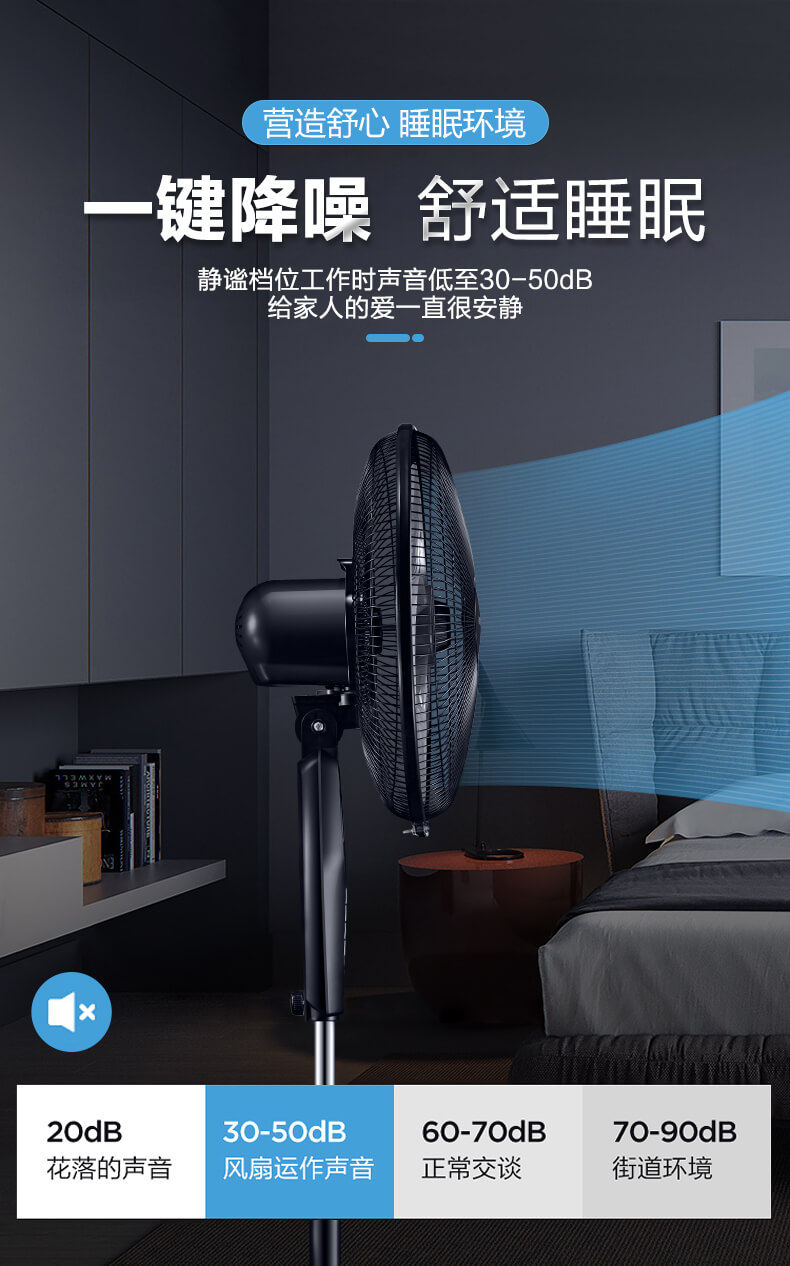 营造舒心 睡眠环境
一键降噪 舒适睡眠
静谧档位工作时声音低至30-50dB
给家人的爱一直很安静
JAMES
MAXWELL
20dB
花落的声音
30-50dB
风扇运作声音
60-70dB
正常交谈
70-90dB
街道环境